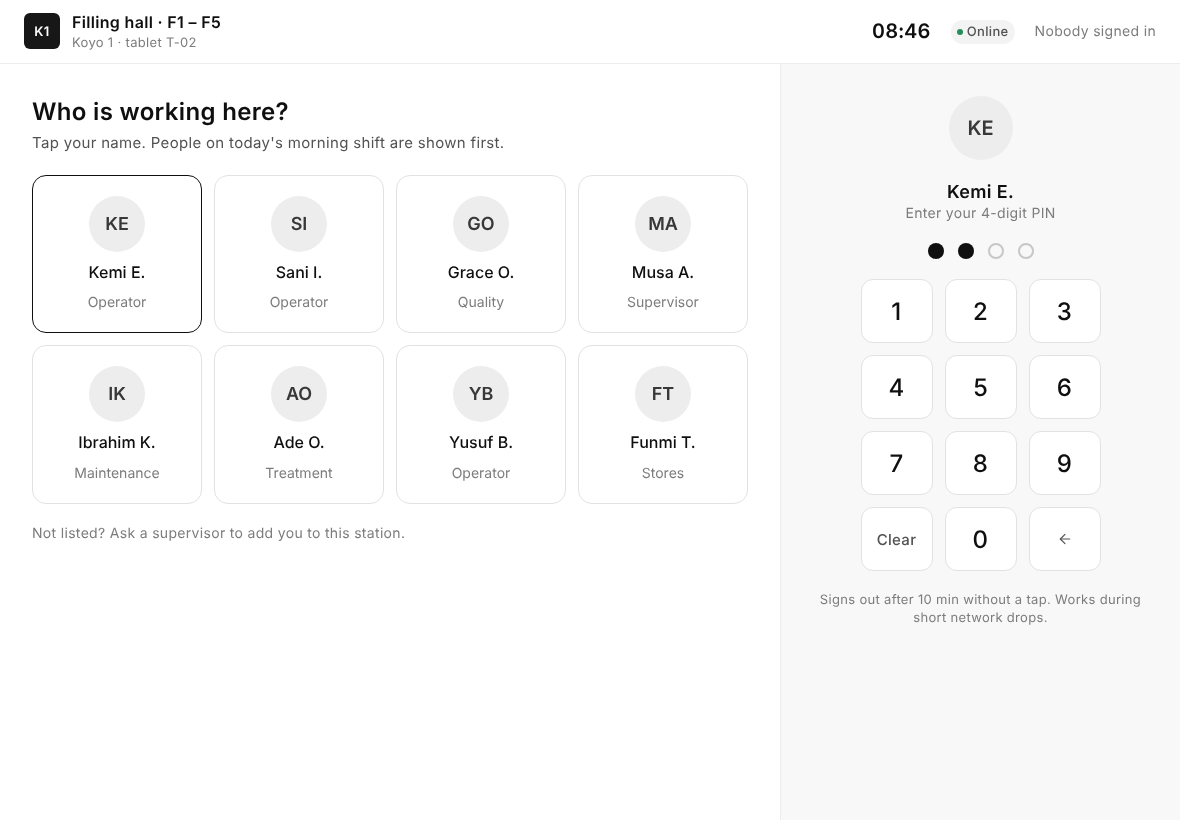 K1
Filling hall · F1 – F5
Koyo 1 · tablet T-02
08:46
Online
Nobody signed in
Who is working here?
Tap your name. People on today's morning shift are shown first.
KE
Kemi E.
Operator
SI
Sani I.
Operator
GO
Grace O.
Quality
MA
Musa A.
Supervisor
IK
Ibrahim K.
Maintenance
AO
Ade O.
Treatment
YB
Yusuf B.
Operator
FT
Funmi T.
Stores
Not listed? Ask a supervisor to add you to this station.
KE
Kemi E.
Enter your 4-digit PIN
1 2 3
4 5 6
7 8 9
Clear 0 ←
Signs out after 10 min without a tap. Works during
short network drops.